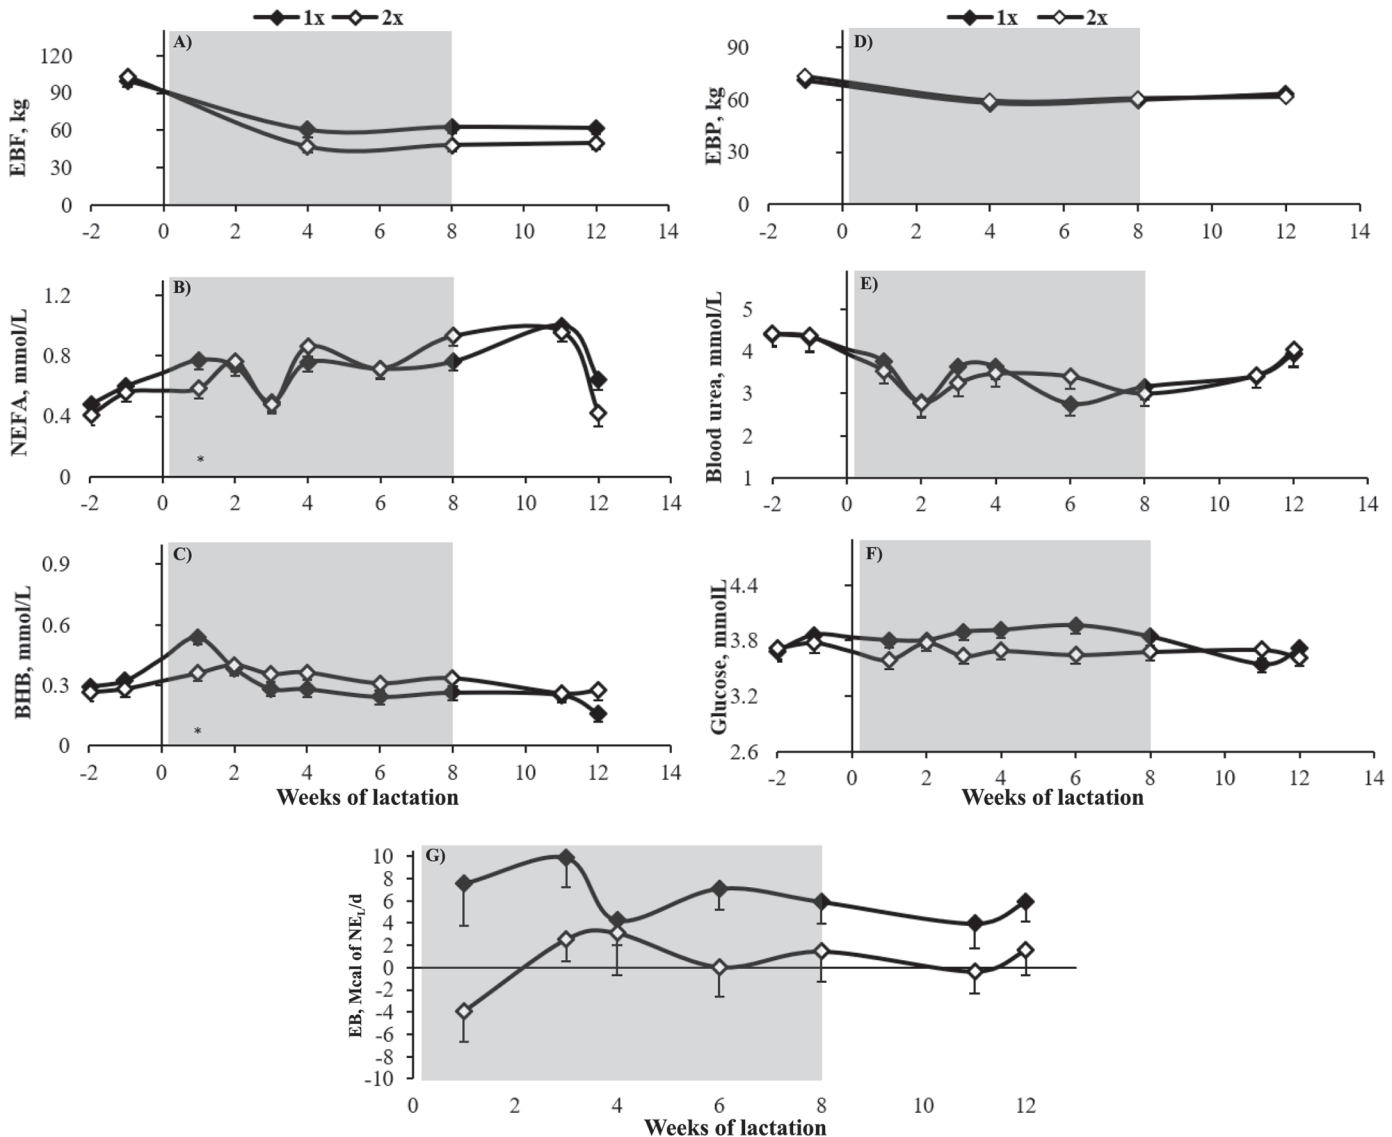 1x 2x
A)
EBF, kg
120
90
60
30
0
-2 0 2 4 6 8 10 12 14
1x 2x
D)
EBP, kg
90
60
30
0
-2 0 2 4 6 8 10 12 14
B)
NEFA, mmol/L
1.2
0.8
0.4
0
*
-2 0 2 4 6 8 10 12 14
E)
Blood urea, mmol/L
5
4
3
2
1
-2 0 2 4 6 8 10 12 14
C)
BHB, mmol/L
0.9
0.6
0.3
0
*
-2 0 2 4 6 8 10 12 14
Weeks of lactation
F)
Glucose, mmolL
4.4
3.8
3.2
2.6
-2 0 2 4 6 8 10 12 14
Weeks of lactation
G)
EB, Mcal of NEL/d
10
8
6
4
2
0
-2
-4
-6
-8
-10
0 2 4 6 8 10 12
Weeks of lactation